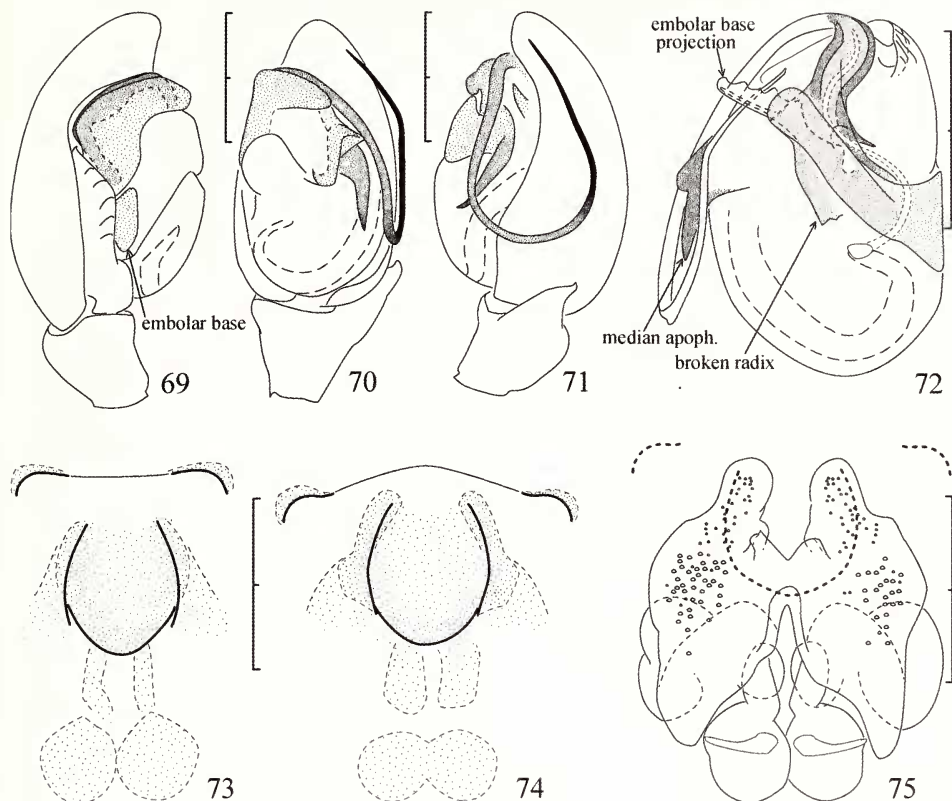 embolar base
projection
embolar base
69
70
71
median apoph.
broken radix
72
73
74
75